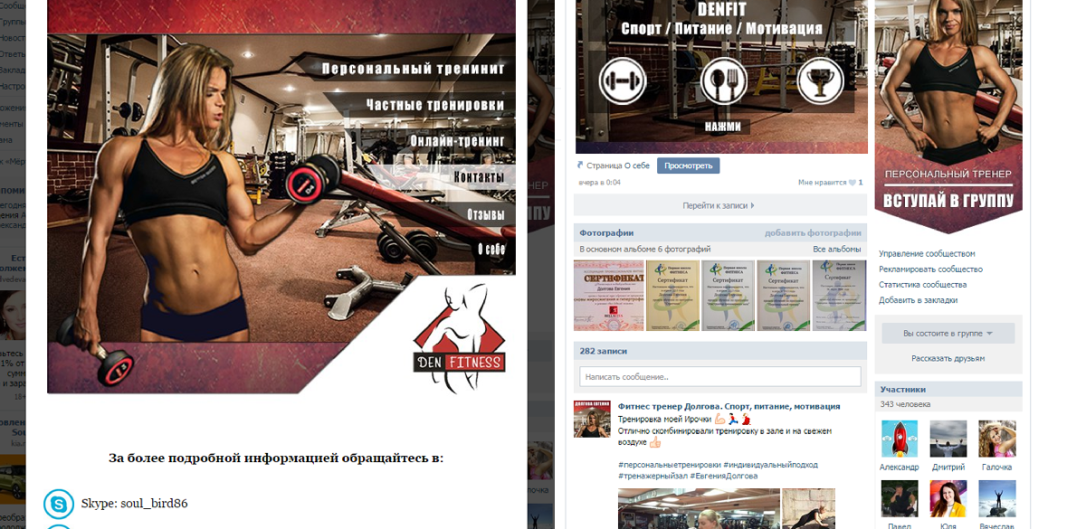 Персональный тренинг
Частные тренировки
Онлайн-тренинг
Контакты
Отзывы
О себе
DEN FITNESS
За более подробной информацией обращайтесь в:
Skype: soul_bird86
DENFIT
Спорт / Питание / Мотивация
НАЖМИ
Страница О себе
Просмотреть
вчера в 0:04
Мне нравится 1
Перейти к записи
Фотографии
добавить фотографии
В основном альбоме 6 фотографий
Все альбомы
СЕРТИФИКАТ
Сертификат
Сертификат
Сертификат
Сертификат
282 записи
Написать сообщение..
ДОЛГОВА ЕВГЕНИЯ
Фитнес тренер Долгова. Спорт, питание, мотивация
Тренировка моей Ирочки
Отлично скомбинировали тренировку в зале и на свежем
воздухе
#персональныетренировки #индивидуальныйподход
#тренажерныйзал #ЕвгенияДолгова
ПЕРСОНАЛЬНЫЙ ТРЕНЕР
ВСТУПАЙ В ГРУППУ
Управление сообществом
Рекламировать сообщество
Статистика сообщества
Добавить в закладки
Вы состоите в группе
Рассказать друзьям
Участники
343 человека
Александр
Дмитрий
Галочка
Павел
Юля
Вячеслав